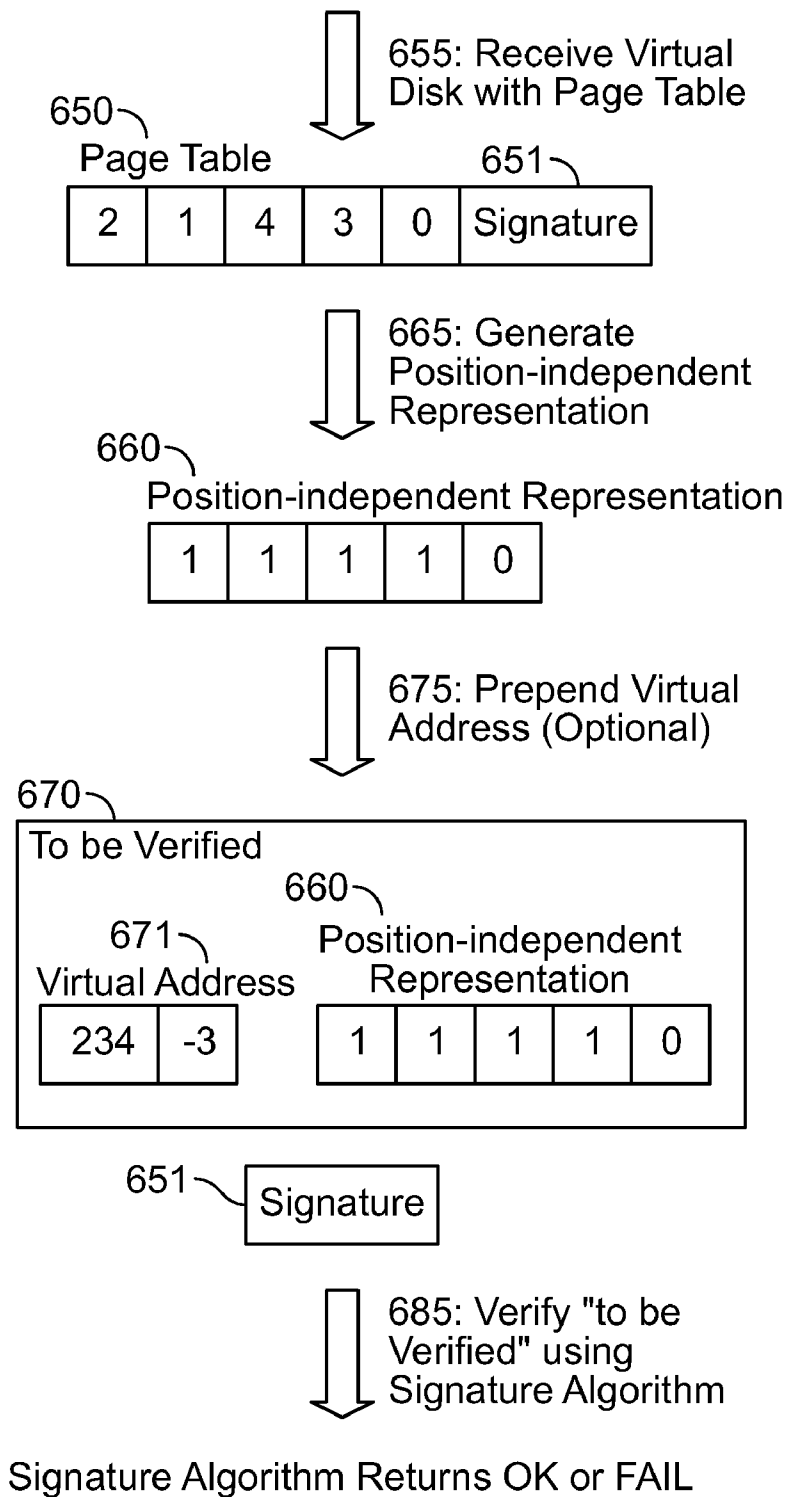 655: Receive Virtual
Disk with Page Table
650
Page Table
651
2 1 4 3 0 Signature
665: Generate
Position-independent
Representation
660
Position-independent Representation
1 1 1 1 0
675: Prepend Virtual
Address (Optional)
670
To be Verified
660
671
Position-independent
Representation
Virtual Address
234 -3
1 1 1 1 0
651
Signature
685: Verify "to be
Verified" using
Signature Algorithm
Signature Algorithm Returns OK or FAIL